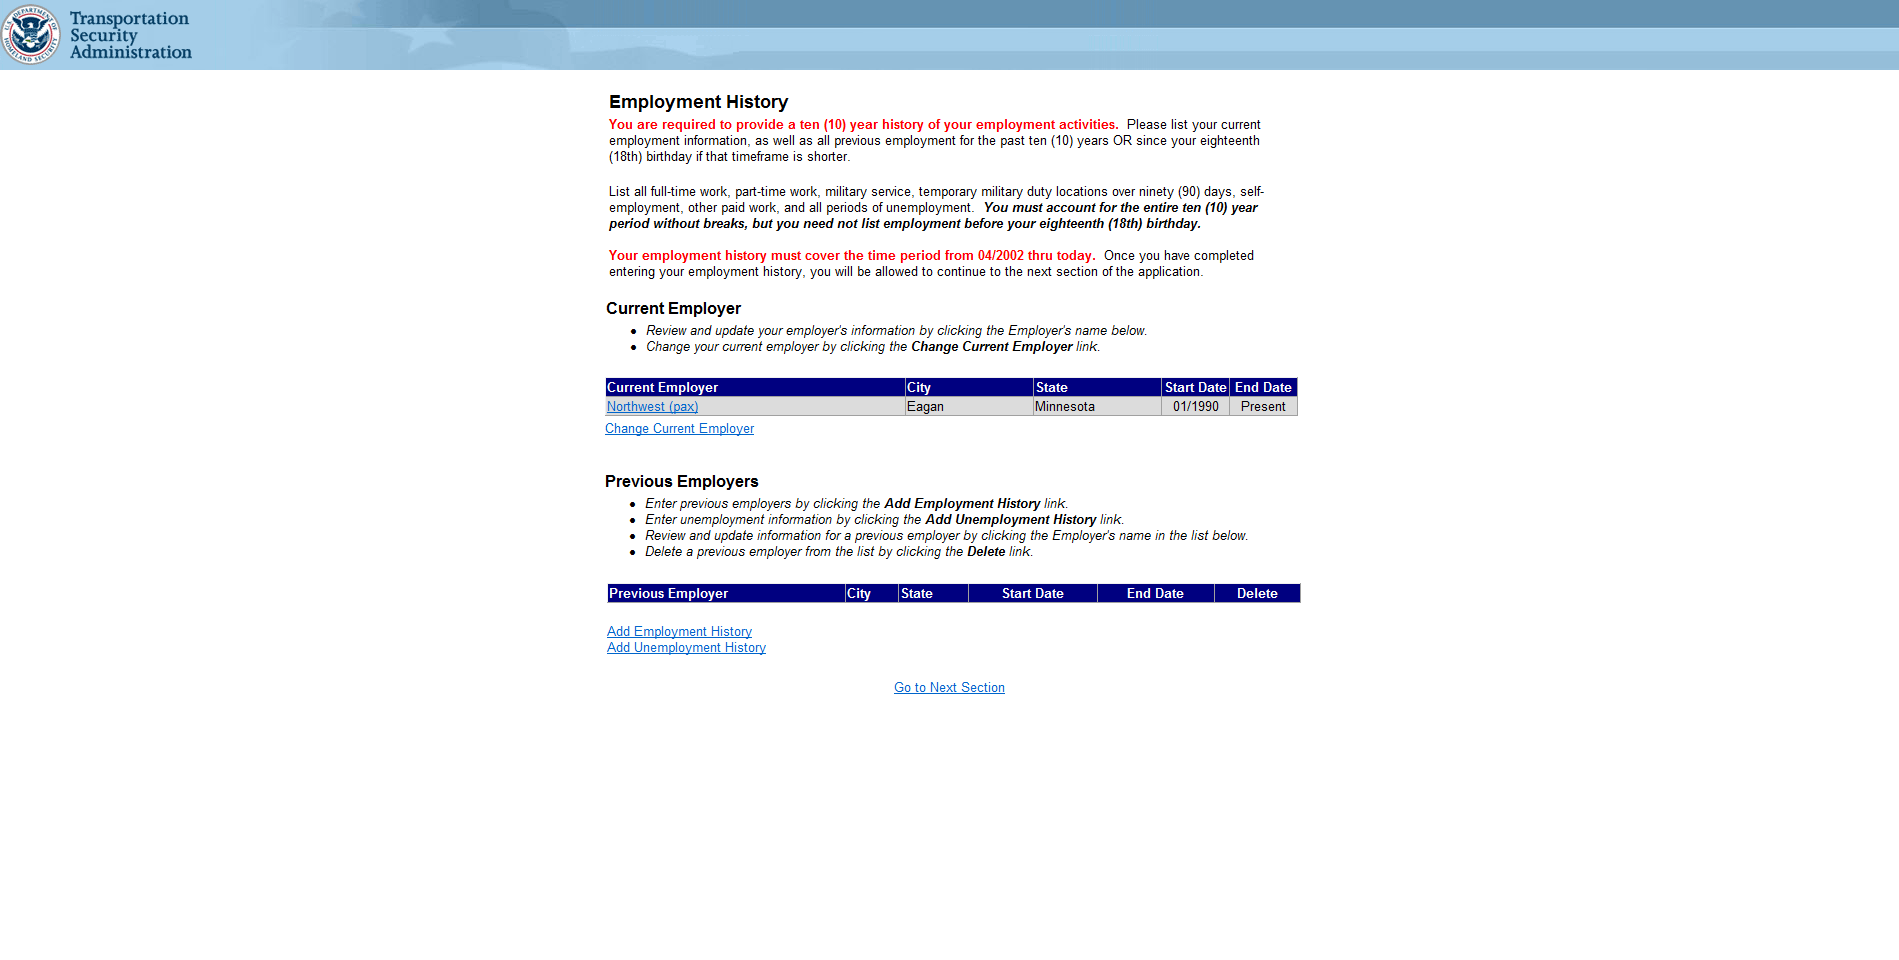 Transportation
Security
Administration
U.S. DEPARTMENT OF
HOMELAND SECURITY
Employment History
You are required to provide a ten (10) year history of your employment activities. Please list your current
employment information, as well as all previous employment for the past ten (10) years OR since your eighteenth
(18th) birthday if that timeframe is shorter.
List all full-time work, part-time work, military service, temporary military duty locations over ninety (90) days, self-
employment, other paid work, and all periods of unemployment. You must account for the entire ten (10) year
period without breaks, but you need not list employment before your eighteenth (18th) birthday.
Your employment history must cover the time period from 04/2002 thru today. Once you have completed
entering your employment history, you will be allowed to continue to the next section of the application.
Current Employer
• Review and update your employer's information by clicking the Employer's name below.
• Change your current employer by clicking the Change Current Employer link.
Current Employer City State Start Date End Date
Northwest (pax) Eagan Minnesota 01/1990 Present
Change Current Employer
Previous Employers
• Enter previous employers by clicking the Add Employment History link.
• Enter unemployment information by clicking the Add Unemployment History link.
• Review and update information for a previous employer by clicking the Employer's name in the list below.
• Delete a previous employer from the list by clicking the Delete link.
Previous Employer City State Start Date End Date Delete
Add Employment History
Add Unemployment History
Go to Next Section